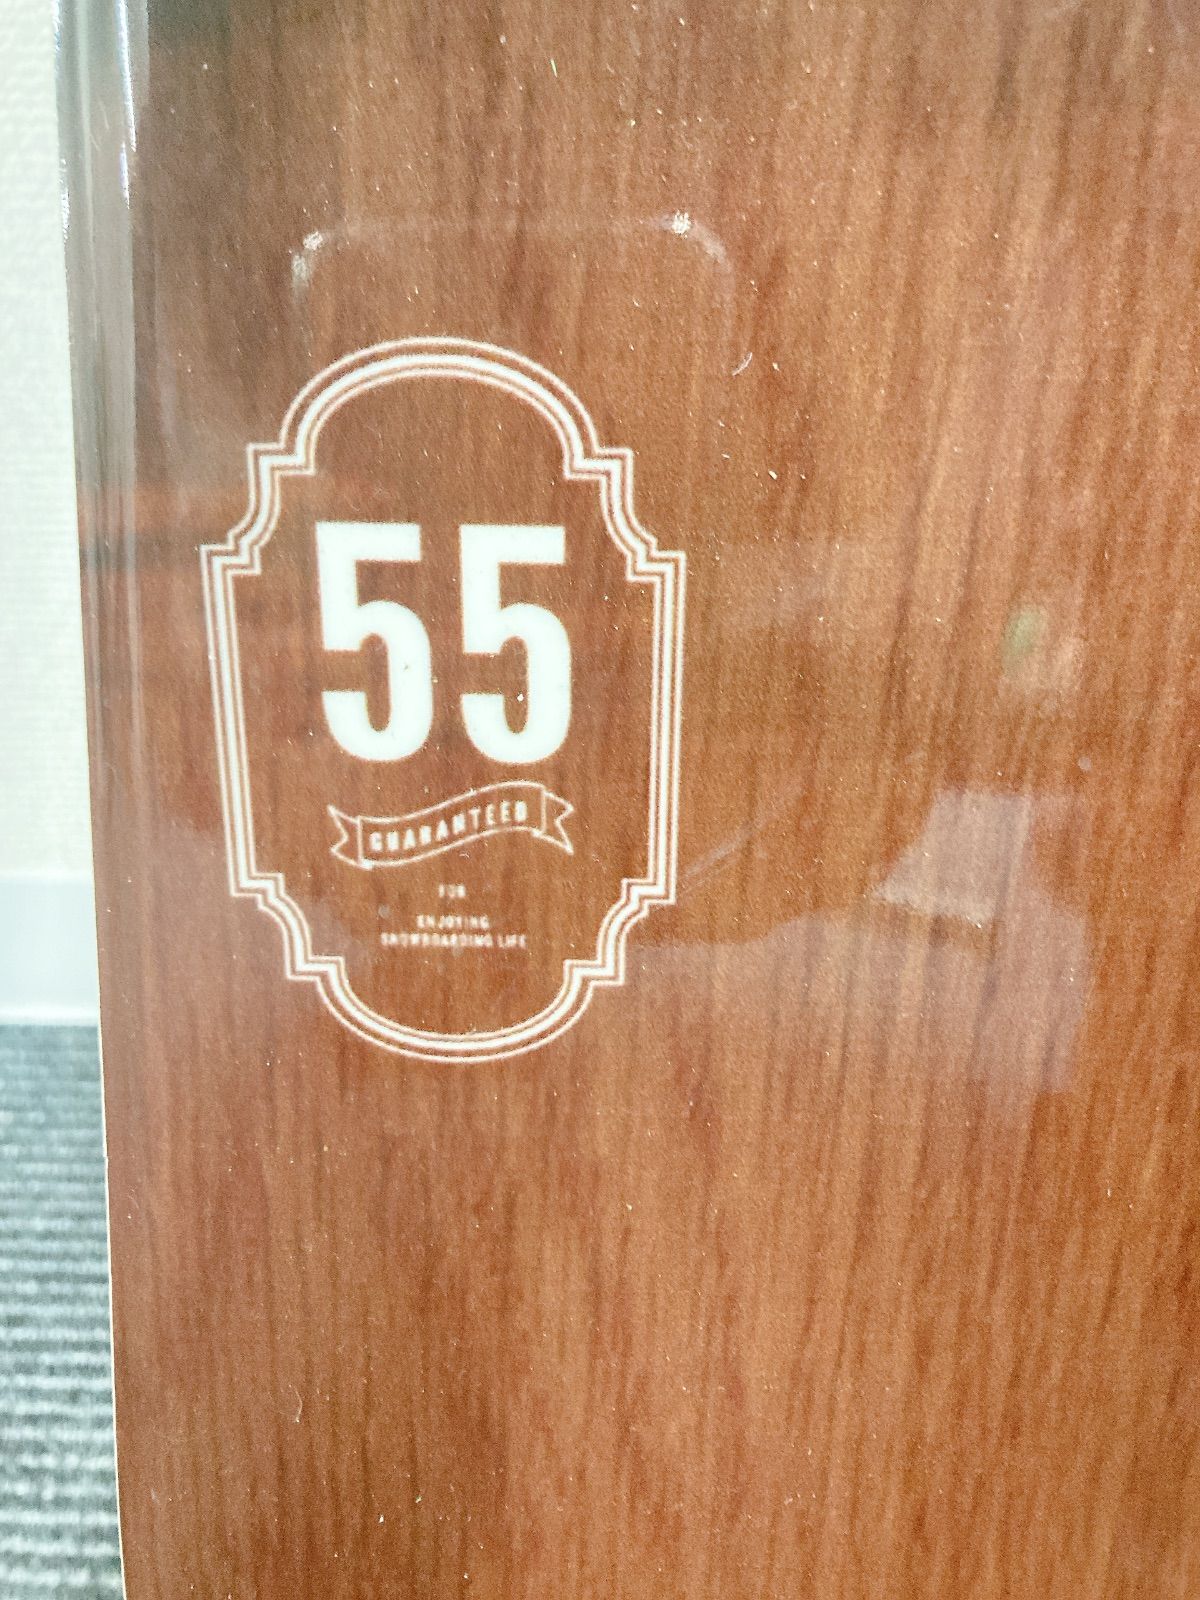 55
GUARANTEED
FOR
ENJOYING
SNOWBOARDING LIFE